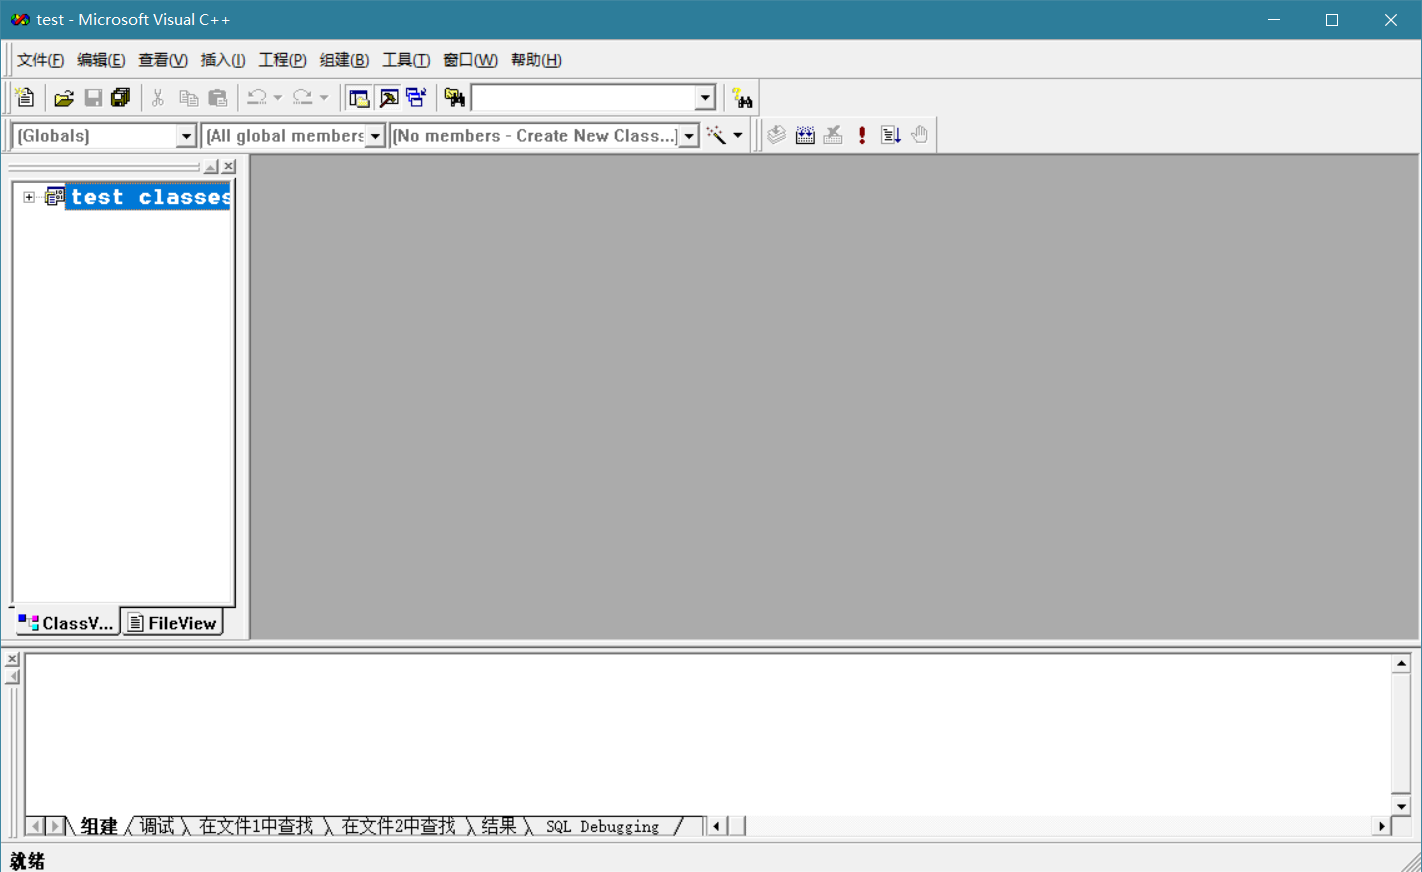 test - Microsoft Visual C++
文件(F) 编辑(E) 查看(V) 插入(I) 工程(P) 组建(B) 工具(T) 窗口(W) 帮助(H)
(Globals) (All global members (No members - Create New Class...)
test classes
ClassV... FileView
组建 调试 在文件1中查找 在文件2中查找 结果 SQL Debugging
就绪